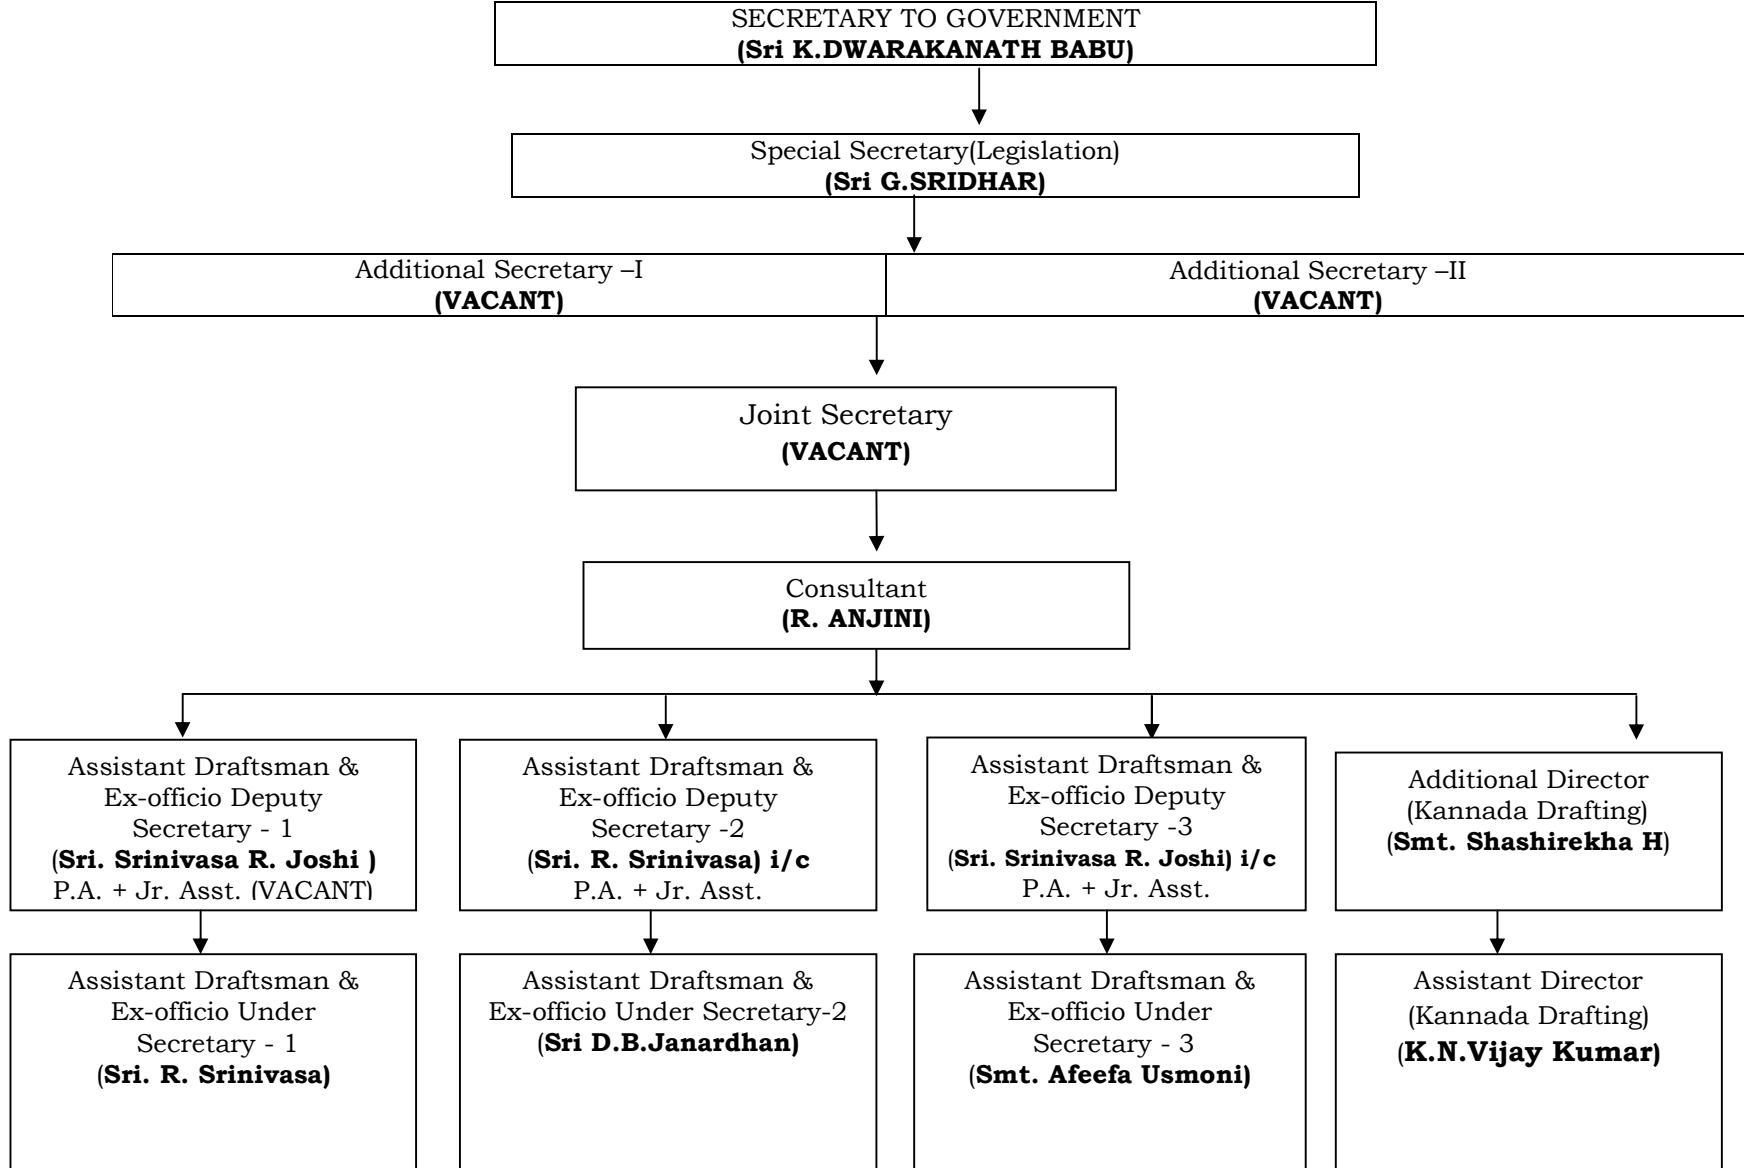 SECRETARY TO GOVERNMENT
(Sri K.DWARAKANATH BABU)
Special Secretary(Legislation)
(Sri G.SRIDHAR)
Additional Secretary –I
(VACANT)
Additional Secretary –II
(VACANT)
Joint Secretary
(VACANT)
Consultant
(R. ANJINI)
Assistant Draftsman &
Ex-officio Deputy
Secretary - 1
(Sri. Srinivasa R. Joshi )
P.A. + Jr. Asst. (VACANT)
Assistant Draftsman &
Ex-officio Deputy
Secretary -2
(Sri. R. Srinivasa) i/c
P.A. + Jr. Asst.
Assistant Draftsman &
Ex-officio Deputy
Secretary -3
(Sri. Srinivasa R. Joshi) i/c
P.A. + Jr. Asst.
Additional Director
(Kannada Drafting)
(Smt. Shashirekha H)
Assistant Draftsman &
Ex-officio Under
Secretary - 1
(Sri. R. Srinivasa)
Assistant Draftsman &
Ex-officio Under Secretary-2
(Sri D.B.Janardhan)
Assistant Draftsman &
Ex-officio Under
Secretary - 3
(Smt. Afeefa Usmoni)
Assistant Director
(Kannada Drafting)
(K.N.Vijay Kumar)